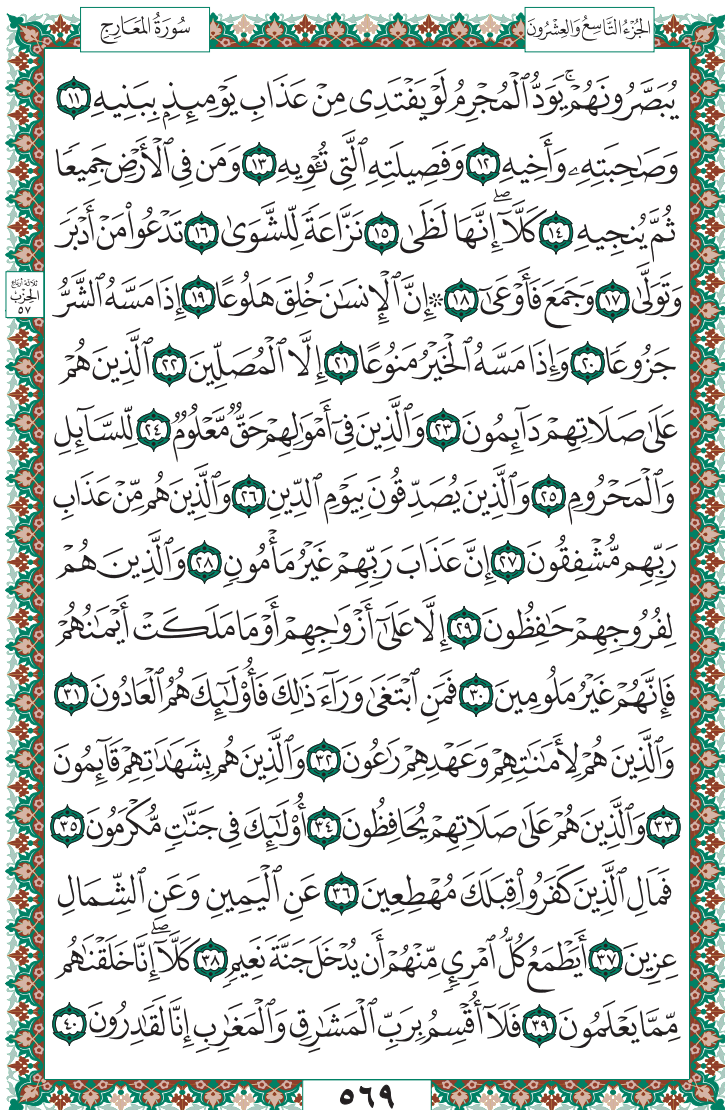 الجُزْءُ التَّاسِعُ وَالعِشْرُونَ
سُورَةُ المَعَارِجِ
يُبَصَّرُونَهُمْۚ يَوَدُّ ٱلْمُجْرِمُ لَوْ يَفْتَدِى مِنْ عَذَابِ يَوْمِئِذٍۭ بِبَنِيهِ ١١
وَصَٰحِبَتِهِۦ وَأَخِيهِ ١٢ وَفَصِيلَتِهِ ٱلَّتِى تُـْٔوِيهِ ١٣ وَمَن فِى ٱلْأَرْضِ جَمِيعًا
ثُمَّ يُنجِيهِ ١٤ كَلَّآۖ إِنَّهَا لَظَىٰ ١٥ نَزَّاعَةً لِّلشَّوَىٰ ١٦ تَدْعُوا۟ مَنْ أَدْبَرَ
وَتَوَلَّىٰ ١٧ وَجَمَعَ فَأَوْعَىٰٓ ١٨ ۞ إِنَّ ٱلْإِنسَٰنَ خُلِقَ هَلُوعًا ١٩ إِذَا مَسَّهُ ٱلشَّرُّ
جَزُوعًا ٢٠ وَإِذَا مَسَّهُ ٱلْخَيْرُ مَنُوعًا ٢١ إِلَّا ٱلْمُصَلِّينَ ٢٢ ٱلَّذِينَ هُمْ
عَلَىٰ صَلَاتِهِمْ دَآئِمُونَ ٢٣ وَٱلَّذِينَ فِىٓ أَمْوَٰلِهِمْ حَقٌّ مَّعْلُومٌ ٢٤ لِّلسَّآئِلِ
وَٱلْمَحْرُومِ ٢٥ وَٱلَّذِينَ يُصَدِّقُونَ بِيَوْمِ ٱلدِّينِ ٢٦ وَٱلَّذِينَ هُم مِّنْ عَذَابِ
رَبِّهِم مُّشْفِقُونَ ٢٧ إِنَّ عَذَابَ رَبِّهِمْ غَيْرُ مَأْمُونٍ ٢٨ وَٱلَّذِينَ هُمْ
لِفُرُوجِهِمْ حَٰفِظُونَ ٢٩ إِلَّا عَلَىٰٓ أَزْوَٰجِهِمْ أَوْ مَا مَلَكَتْ أَيْمَٰنُهُمْ
فَإِنَّهُمْ غَيْرُ مَلُومِينَ ٣٠ فَمَنِ ٱبْتَغَىٰ وَرَآءَ ذَٰلِكَ فَأُو۟لَٰٓئِكَ هُمُ ٱلْعَادُونَ ٣١
وَٱلَّذِينَ هُمْ لِأَمَٰنَٰتِهِمْ وَعَهْدِهِمْ رَٰعُونَ ٣٢ وَٱلَّذِينَ هُم بِشَهَٰدَٰتِهِمْ قَآئِمُونَ
٣٣ وَٱلَّذِينَ هُمْ عَلَىٰ صَلَاتِهِمْ يُحَافِظُونَ ٣٤ أُو۟لَٰٓئِكَ فِى جَنَّٰتٍ مُّكْرَمُونَ ٣٥
فَمَالِ ٱلَّذِينَ كَفَرُوا۟ قِبَلَكَ مُهْطِعِينَ ٣٦ عَنِ ٱلْيَمِينِ وَعَنِ ٱلشِّمَالِ
عِزِينَ ٣٧ أَيَطْمَعُ كُلُّ ٱمْرِئٍ مِّنْهُمْ أَن يُدْخَلَ جَنَّةَ نَعِيمٍ ٣٨ كَلَّآۖ إِنَّا خَلَقْنَٰهُم
مِّمَّا يَعْلَمُونَ ٣٩ فَلَآ أُقْسِمُ بِرَبِّ ٱلْمَشَٰرِقِ وَٱلْمَغَٰرِبِ إِنَّا لَقَٰدِرُونَ ٤٠
ثلاثة أرباع
الحِزْبُ
٥٧
٥٦٩